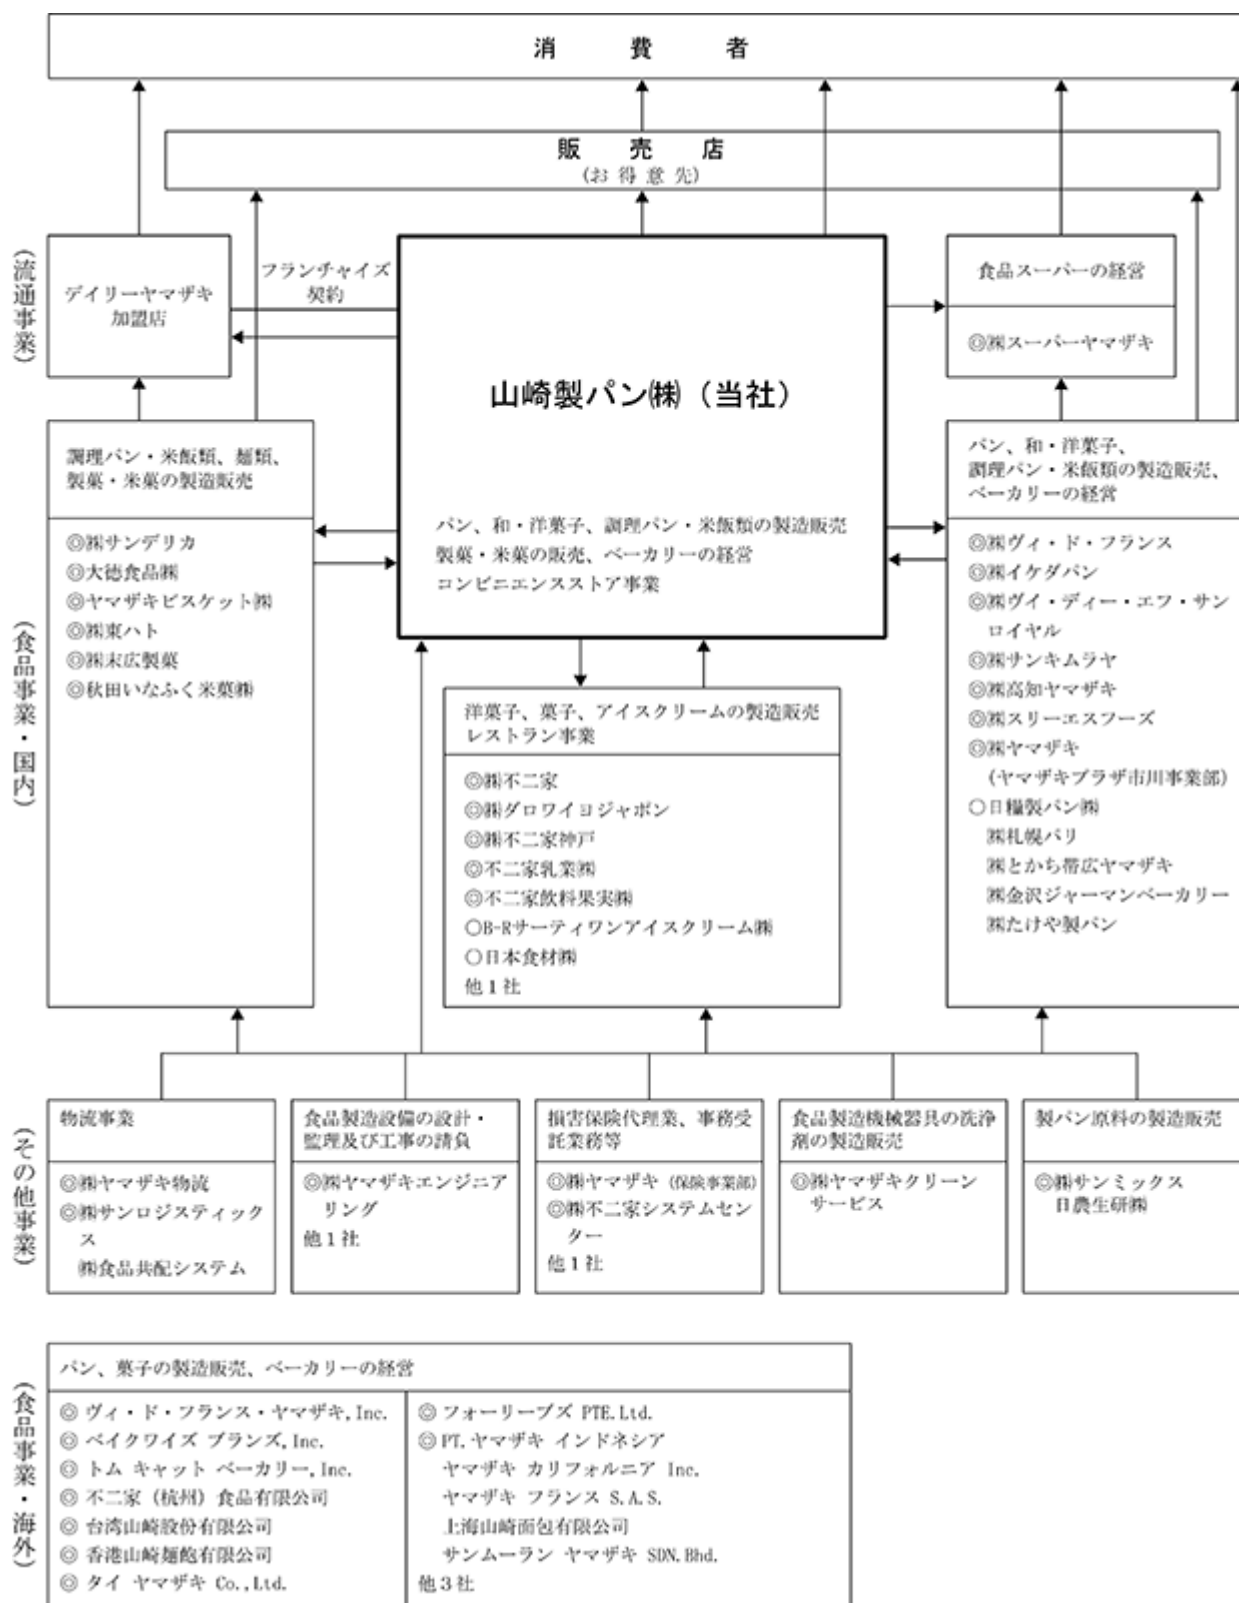 消費者
販売店
(お得意先)
(流通事業)
デイリーヤマザキ
加盟店
フランチャイズ
契約
食品スーパーの経営
◎㈱スーパーヤマザキ
山崎製パン㈱（当社）
パン、和・洋菓子、調理パン・米飯類の製造販売
製菓・米菓の販売、ベーカリーの経営
コンビニエンスストア事業
(食品事業・国内)
調理パン・米飯類、麺類、
製菓・米菓の製造販売
◎㈱サンデリカ
◎大徳食品㈱
◎ヤマザキビスケット㈱
◎㈱東ハト
◎㈱末広製菓
◎秋田いなふく米菓㈱
洋菓子、菓子、アイスクリームの製造販売
レストラン事業
◎㈱不二家
◎㈱ダロワイヨジャポン
◎㈱不二家神戸
◎不二家乳業㈱
◎不二家飲料果実㈱
○B-Rサーティワンアイスクリーム㈱
○日本食材㈱
他１社
パン、和・洋菓子、
調理パン・米飯類の製造販売、
ベーカリーの経営
◎㈱ヴィ・ド・フランス
◎㈱イケダパン
◎㈱ヴイ・ディー・エフ・サン
ロイヤル
◎㈱サンキムラヤ
◎㈱高知ヤマザキ
◎㈱スリーエスフーズ
◎㈱ヤマザキ
(ヤマザキプラザ市川事業部)
○日糧製パン㈱
㈱札幌パリ
㈱とかち帯広ヤマザキ
㈱金沢ジャーマンベーカリー
㈱たけや製パン
(その他事業)
物流事業
◎㈱ヤマザキ物流
◎㈱サンロジスティック
ス
㈱食品共配システム
食品製造設備の設計・
監理及び工事の請負
◎㈱ヤマザキエンジニア
リング
他１社
損害保険代理業、事務受
託業務等
◎㈱ヤマザキ (保険事業部)
◎㈱不二家システムセン
ター
他１社
食品製造機械器具の洗浄
剤の製造販売
◎㈱ヤマザキクリーン
サービス
製パン原料の製造販売
◎㈱サンミックス
日農生研㈱
(食品事業・海外)
パン、菓子の製造販売、ベーカリーの経営
◎ ヴィ・ド・フランス・ヤマザキ,Inc.
◎ ベイクワイズ ブランズ,Inc.
◎ トム キャット ベーカリー,Inc.
◎ 不二家（杭州）食品有限公司
◎ 台湾山崎股份有限公司
◎ 香港山崎麺飽有限公司
◎ タイ ヤマザキ Co.,Ltd.
◎ フォーリーブズ PTE.Ltd.
◎ PT.ヤマザキ インドネシア
ヤマザキ カリフォルニア Inc.
ヤマザキ フランス S.A.S.
上海山崎面包有限公司
サンムーラン ヤマザキ SDN.Bhd.
他３社